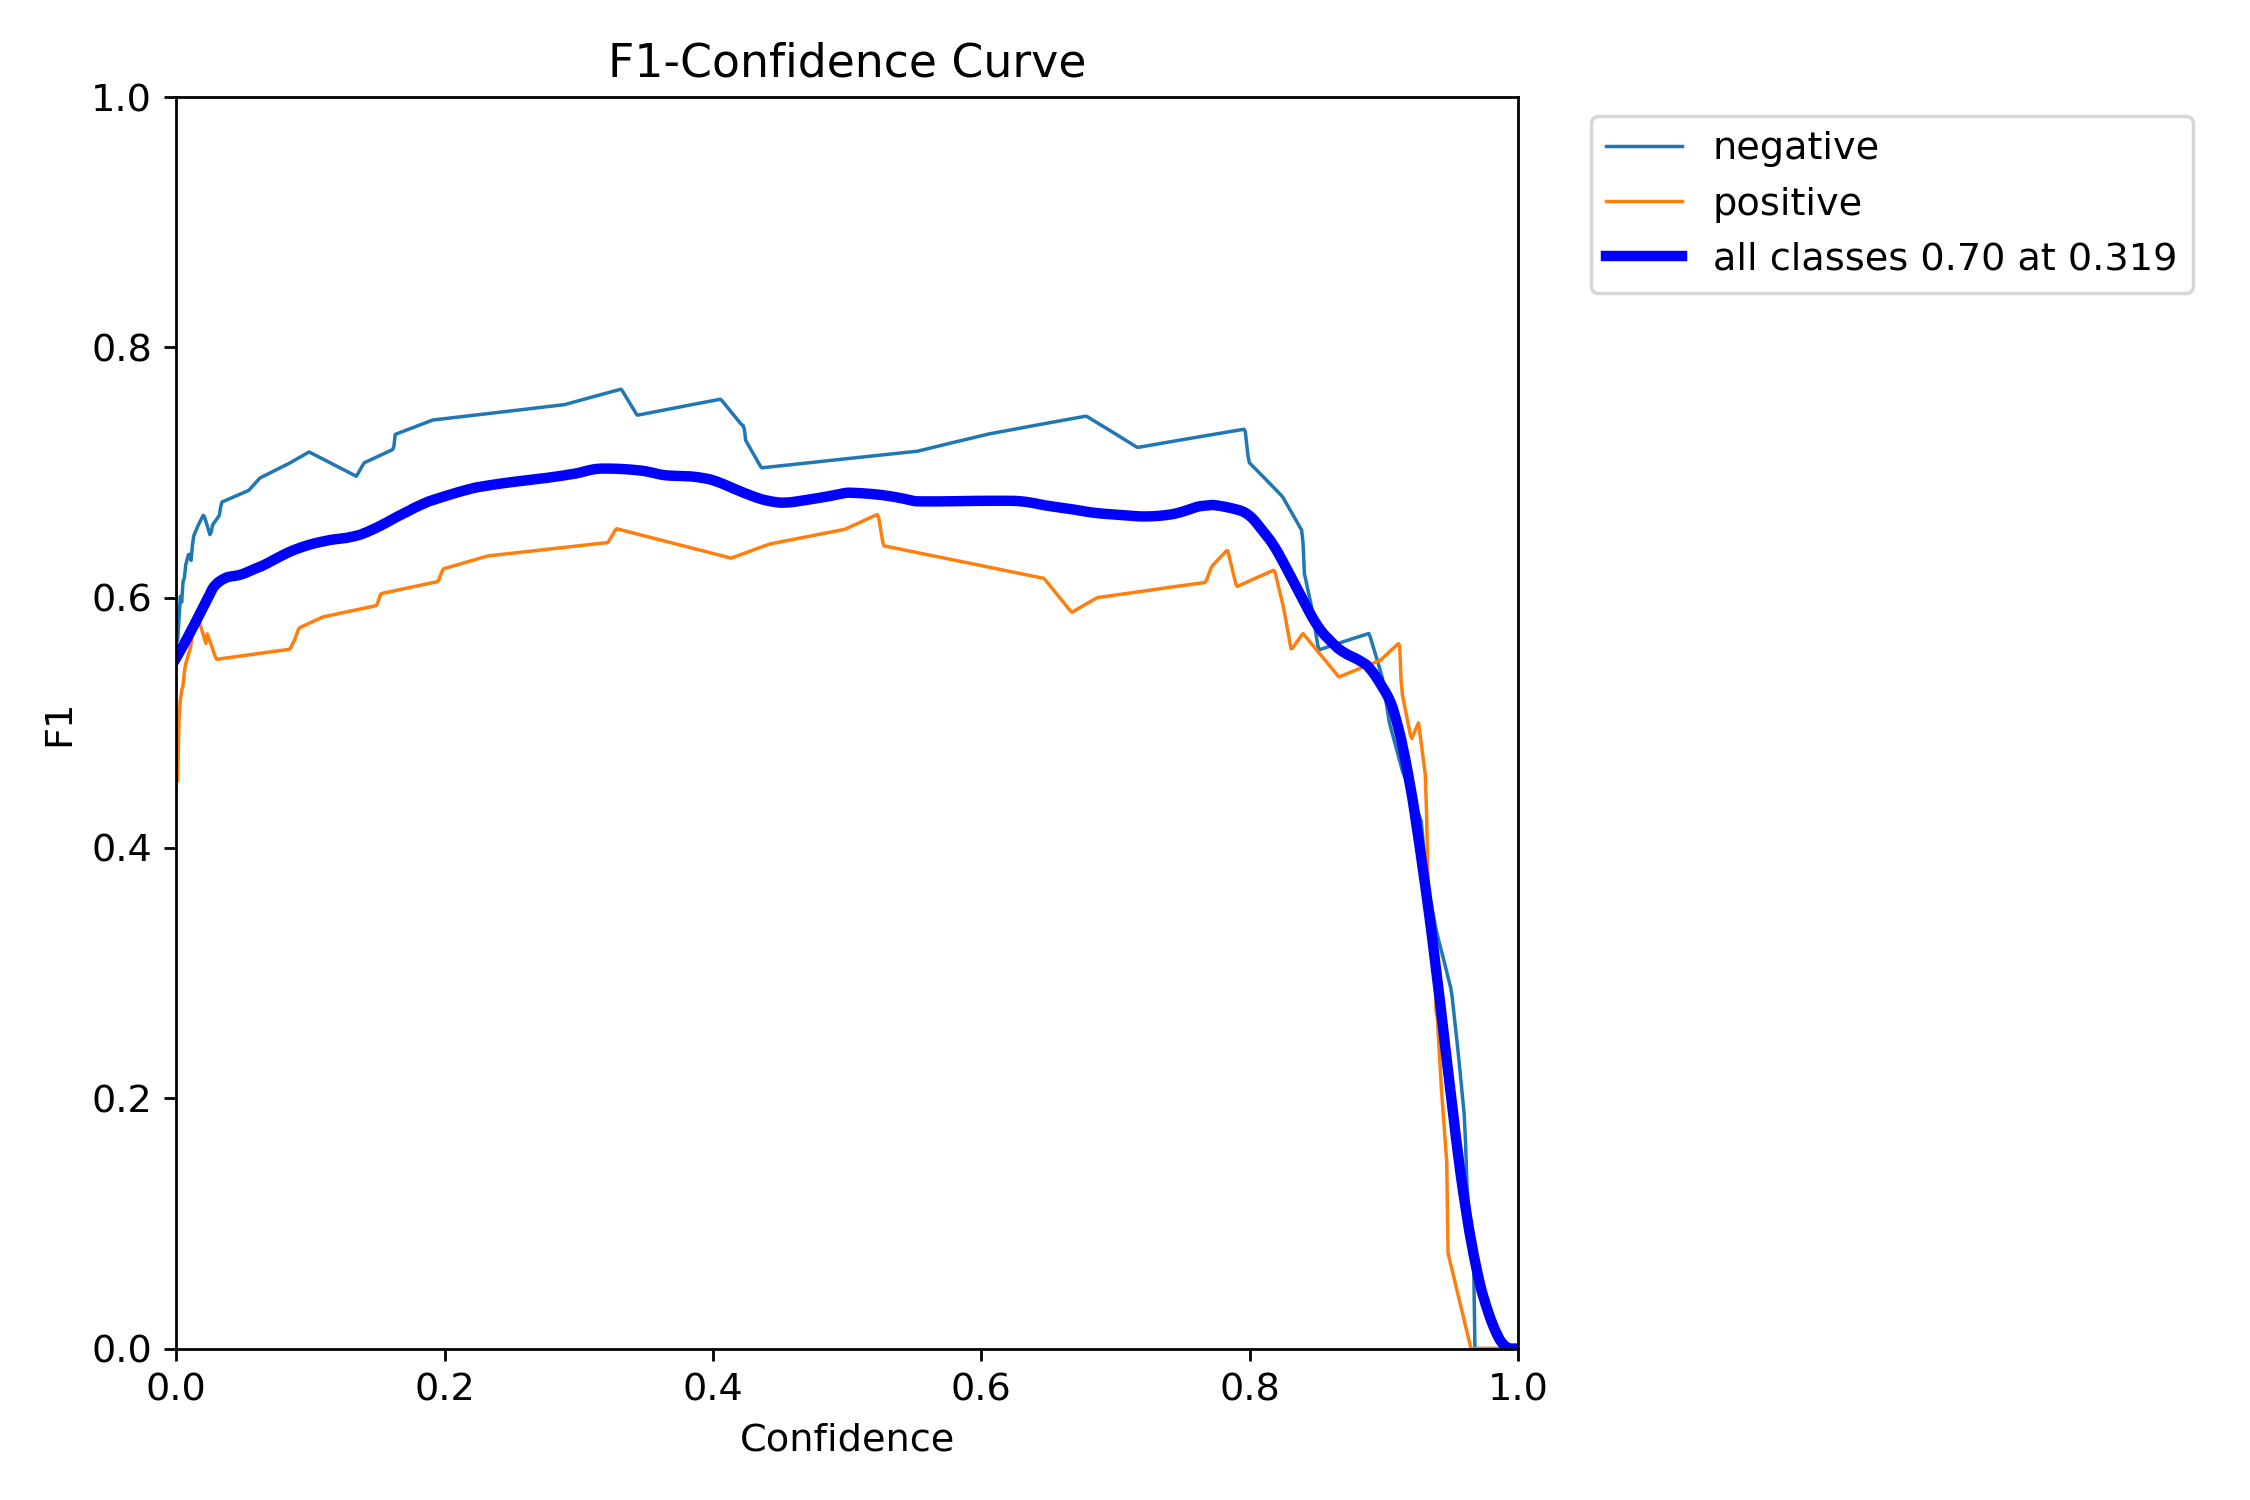 F1-Confidence Curve
1.0
0.8
0.6
0.4
0.2
0.0
F1
0.0 0.2 0.4 0.6 0.8 1.0
Confidence
negative
positive
all classes 0.70 at 0.319